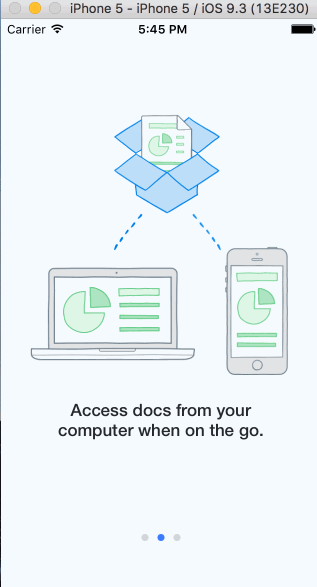 iPhone 5 - iPhone 5 / iOS 9.3 (13E230)
Carrier 5:45 PM
Access docs from your
computer when on the go.